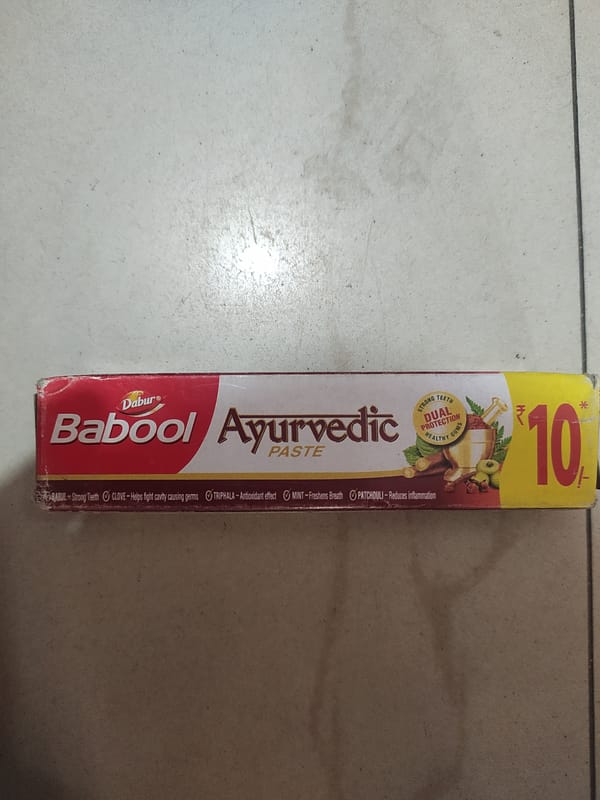 Dabur®
Babool
Ayurvedic
PASTE
STRONG TEETH
DUAL
PROTECTION
HEALTHY GUMS
₹10*/-
BABUL – Strong Teeth CLOVE – Helps fight cavity causing germs TRIPHALA – Antioxidant effect MINT – Freshens Breath PATCHOULI – Reduces inflammation